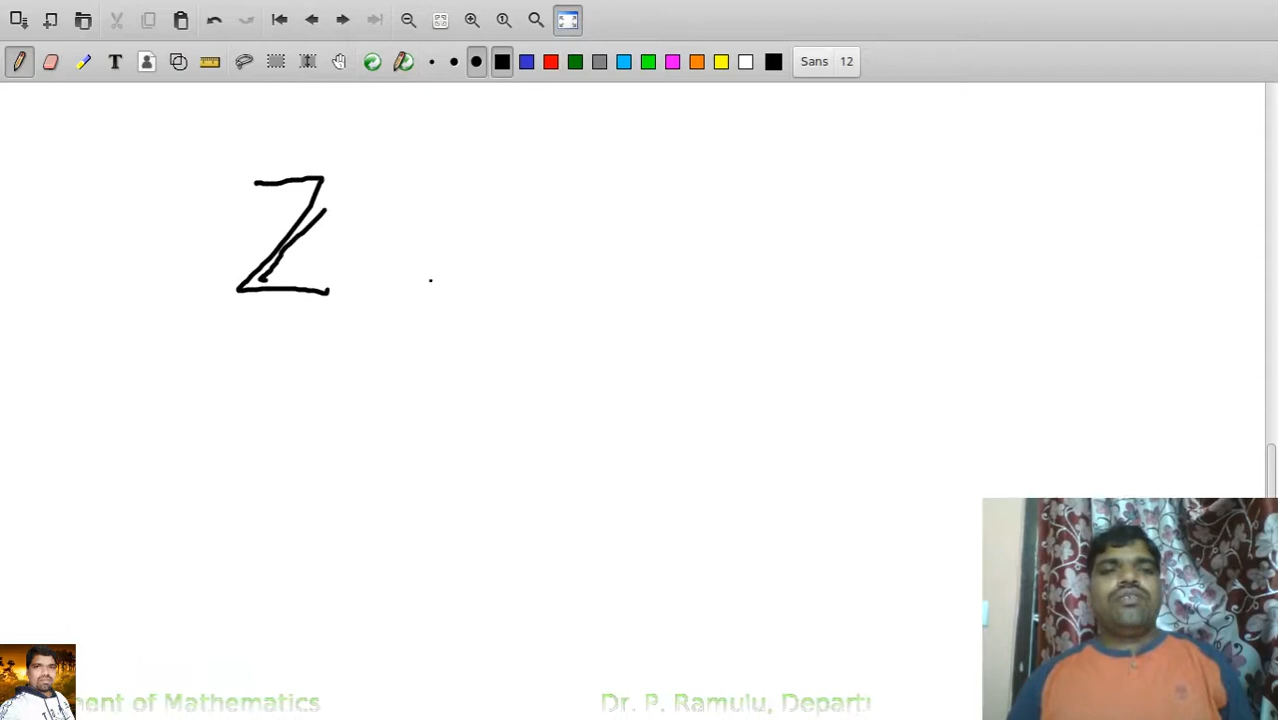 T
Sans 12
ℤ
ent of Mathematics Dr. P. Ramulu, Depart